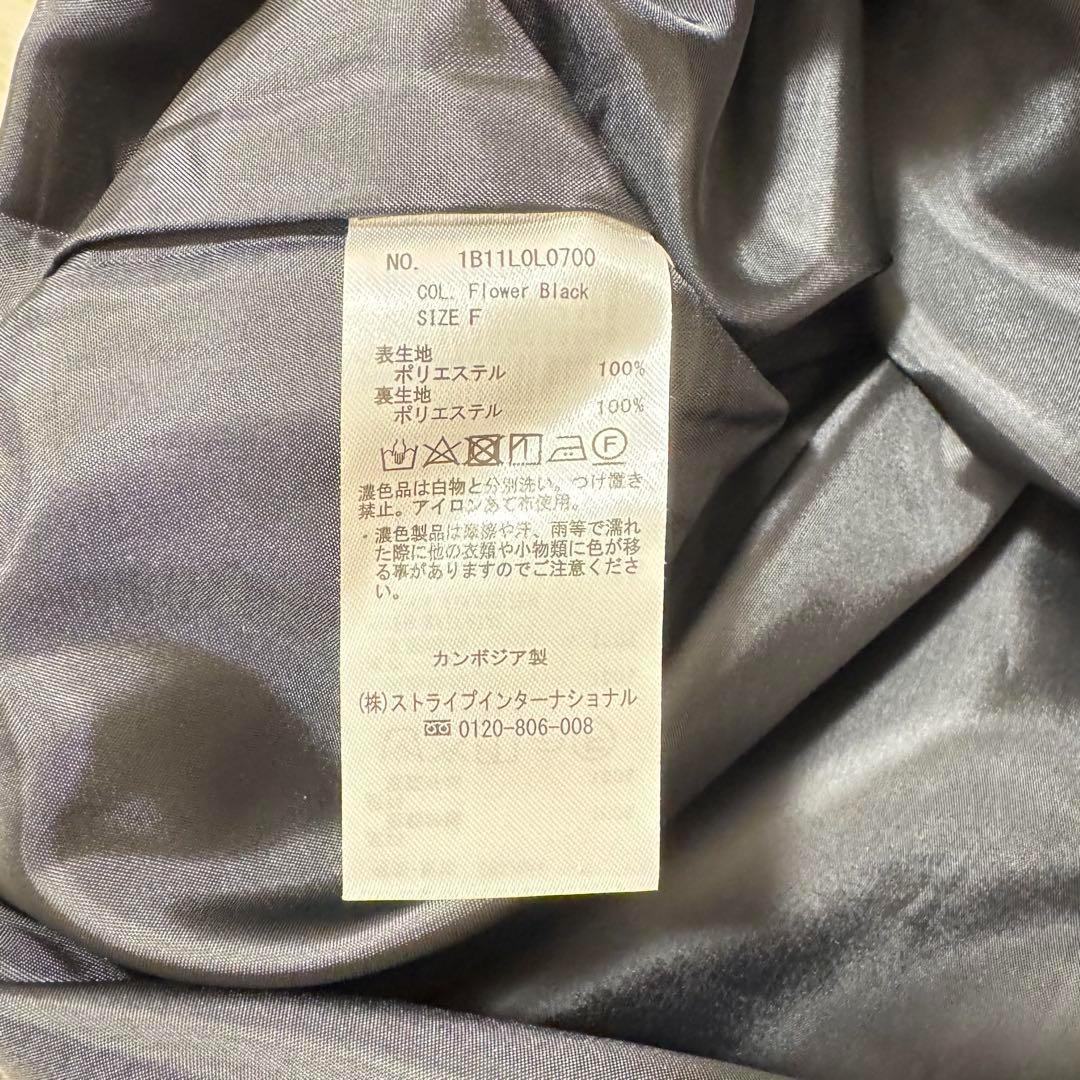 NO. 1B11L0L0700
COL. Flower Black
SIZE F
表生地
ポリエステル 100%
裏生地
ポリエステル 100%
F
濃色品は白物と分別洗い。つけ置き
禁止。アイロンあて布使用。
・濃色製品は摩擦や汗、雨等で濡れ
た際に他の衣類や小物類に色が移
る事がありますのでご注意くださ
い。
カンボジア製
(株)ストライプインターナショナル
0120-806-008